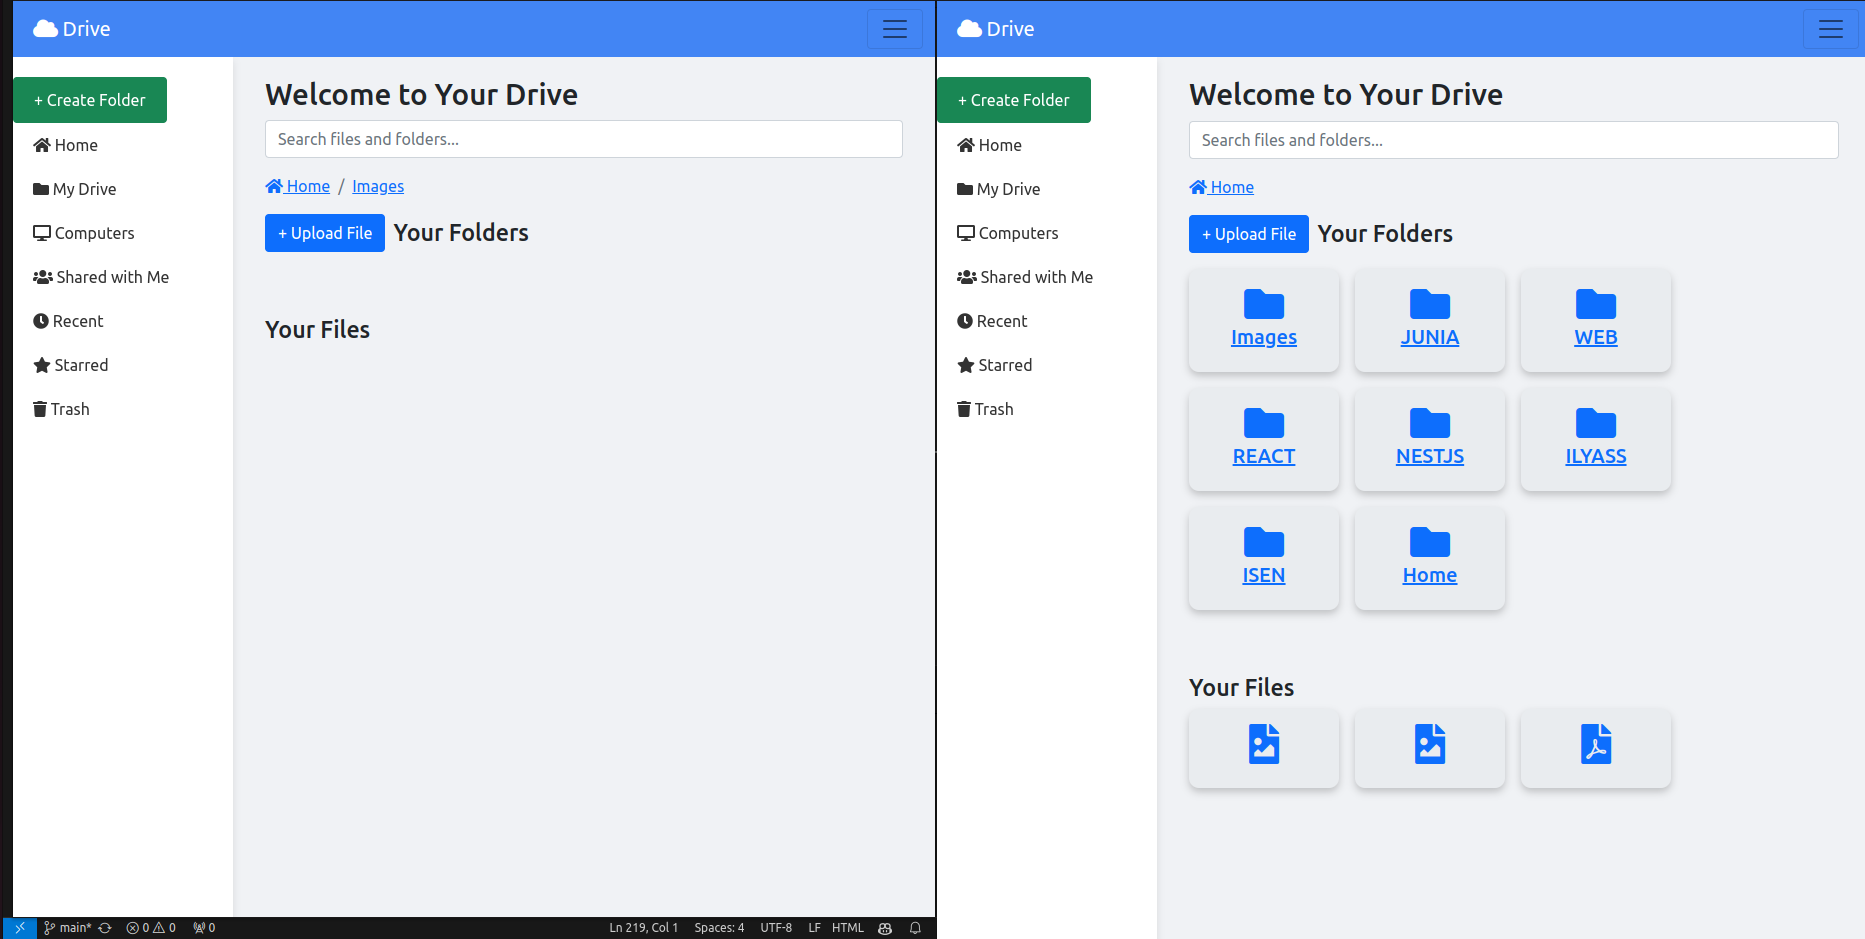 Drive
+ Create Folder
Home
My Drive
Computers
Shared with Me
Recent
Starred
Trash
Welcome to Your Drive
Search files and folders...
Home / Images
+ Upload File Your Folders
Your Files
main* 0 0 0 Ln 219, Col 1 Spaces: 4 UTF-8 LF HTML
Drive
+ Create Folder
Home
My Drive
Computers
Shared with Me
Recent
Starred
Trash
Welcome to Your Drive
Search files and folders...
Home
+ Upload File Your Folders
Images JUNIA WEB
REACT NESTJS ILYASS
ISEN Home
Your Files